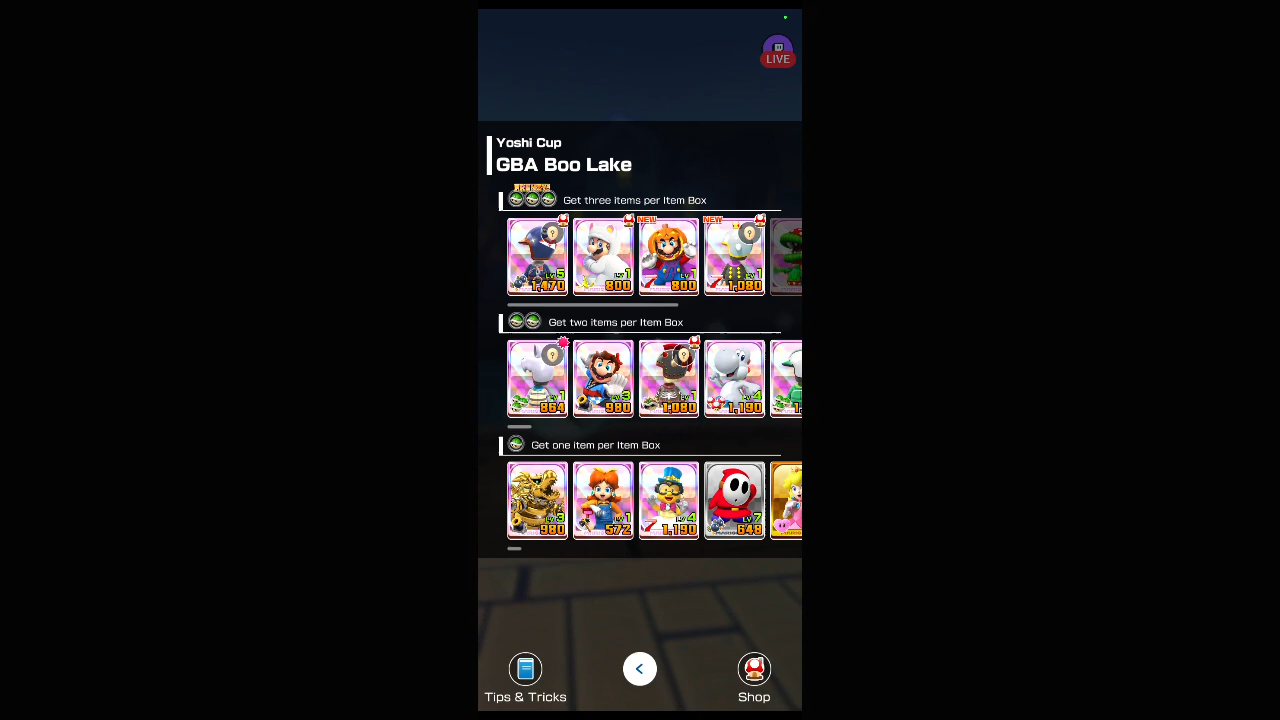 LIVE
Yoshi Cup
GBA Boo Lake
FRENZY!
Get three items per Item Box
NEW
NEW
LV 5
1,470
LV 1
800
LV 1
800
LV 1
1,080
Get two items per Item Box
LV 1
864
LV 3
980
LV 1
1,080
LV 4
1,190
Get one item per Item Box
LV 3
980
LV 1
572
LV 4
1,190
LV 7
648
Tips & Tricks
<
Shop